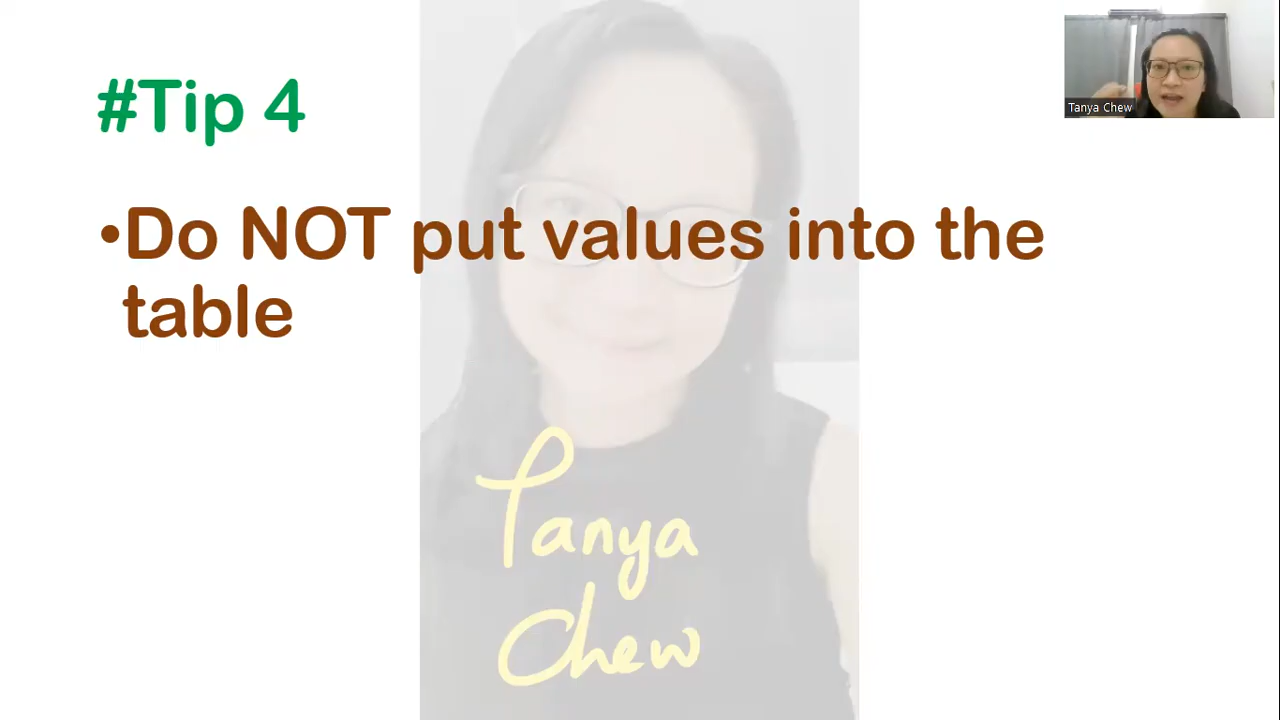 #Tip 4
Tanya Chew
•Do NOT put values into the
table
Tanya
Chew